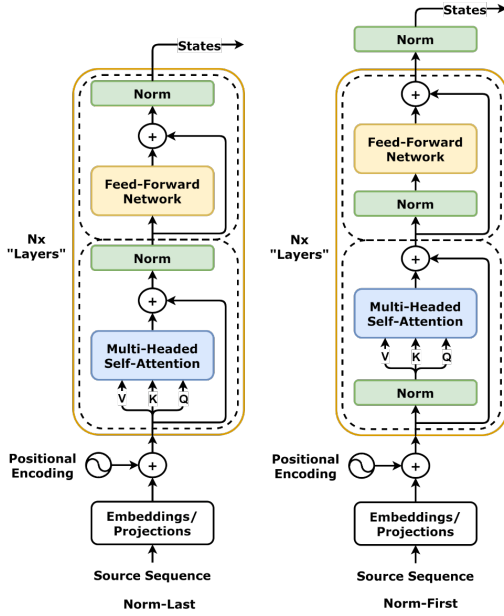 States
Norm
+
Feed-Forward
Network
Nx
"Layers"
Norm
+
Multi-Headed
Self-Attention
V K Q
Positional
Encoding
+
Embeddings/
Projections
Source Sequence
Norm-Last
States
Norm
+
Feed-Forward
Network
Norm
Nx
"Layers"
+
Multi-Headed
Self-Attention
V K Q
Norm
Positional
Encoding
+
Embeddings/
Projections
Source Sequence
Norm-First